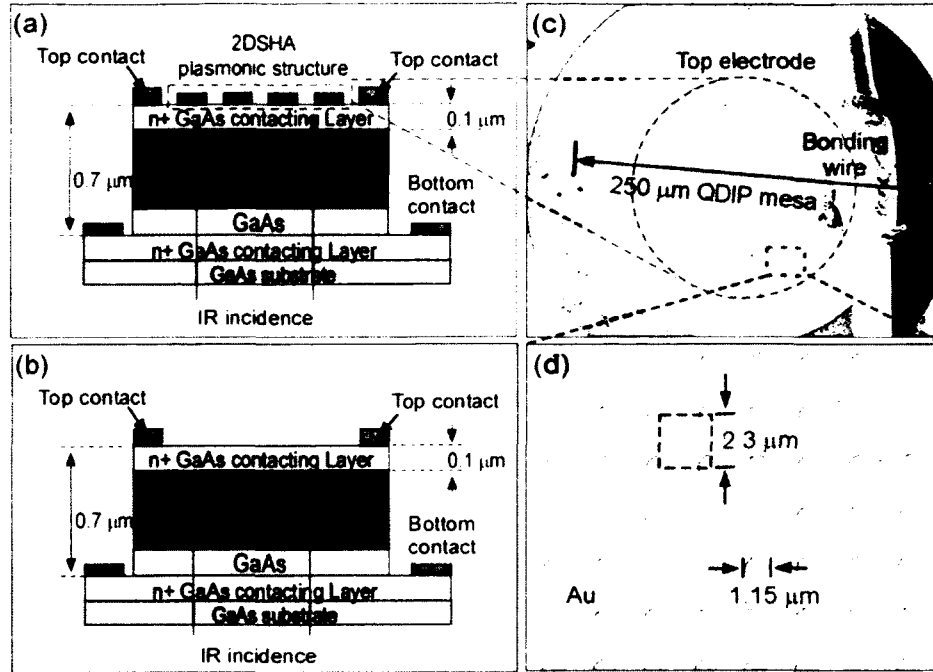 (a)
2DSHA
plasmonic structure
Top contact
Top contact
n+ GaAs contacting Layer
0.1 μm
0.7 μm
Bottom
contact
GaAs
n+ GaAs contacting Layer
GaAs substrate
IR incidence
(b)
Top contact
Top contact
n+ GaAs contacting Layer
0.1 μm
0.7 μm
Bottom
contact
GaAs
n+ GaAs contacting Layer
GaAs substrate
IR incidence
(c)
Top electrode
Bonding
wire
250 μm QDIP mesa
(d)
2 3 μm
Au
1.15 μm